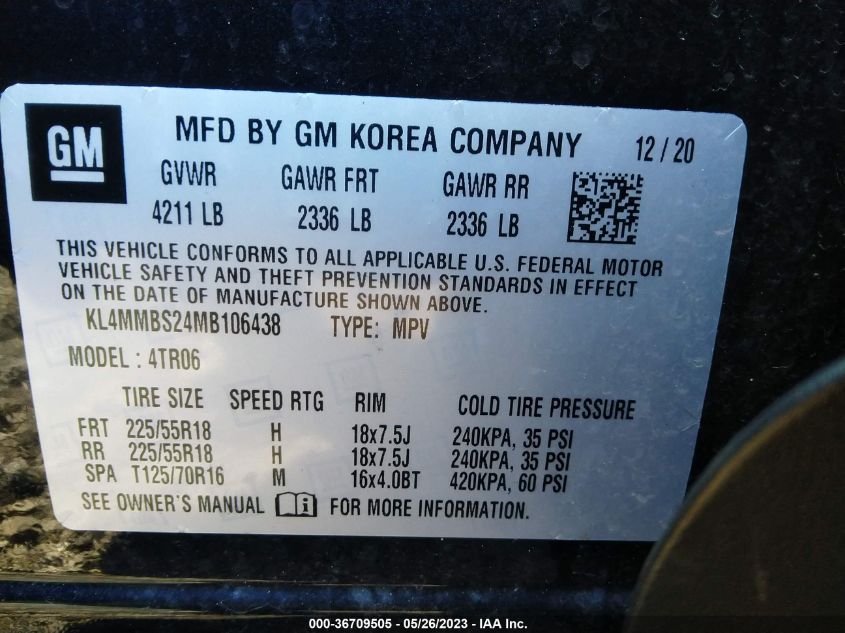 GM
MFD BY GM KOREA COMPANY 12/20
GVWR GAWR FRT GAWR RR
4211 LB 2336 LB 2336 LB
THIS VEHICLE CONFORMS TO ALL APPLICABLE U.S. FEDERAL MOTOR
VEHICLE SAFETY AND THEFT PREVENTION STANDARDS IN EFFECT
ON THE DATE OF MANUFACTURE SHOWN ABOVE.
KL4MMBS24MB106438 TYPE: MPV
MODEL : 4TR06
TIRE SIZE SPEED RTG RIM COLD TIRE PRESSURE
FRT 225/55R18 H 18x7.5J 240KPA, 35 PSI
RR 225/55R18 H 18x7.5J 240KPA, 35 PSI
SPA T125/70R16 M 16x4.0BT 420KPA, 60 PSI
SEE OWNER'S MANUAL i FOR MORE INFORMATION.
000-36709505 - 05/26/2023 - IAA Inc.